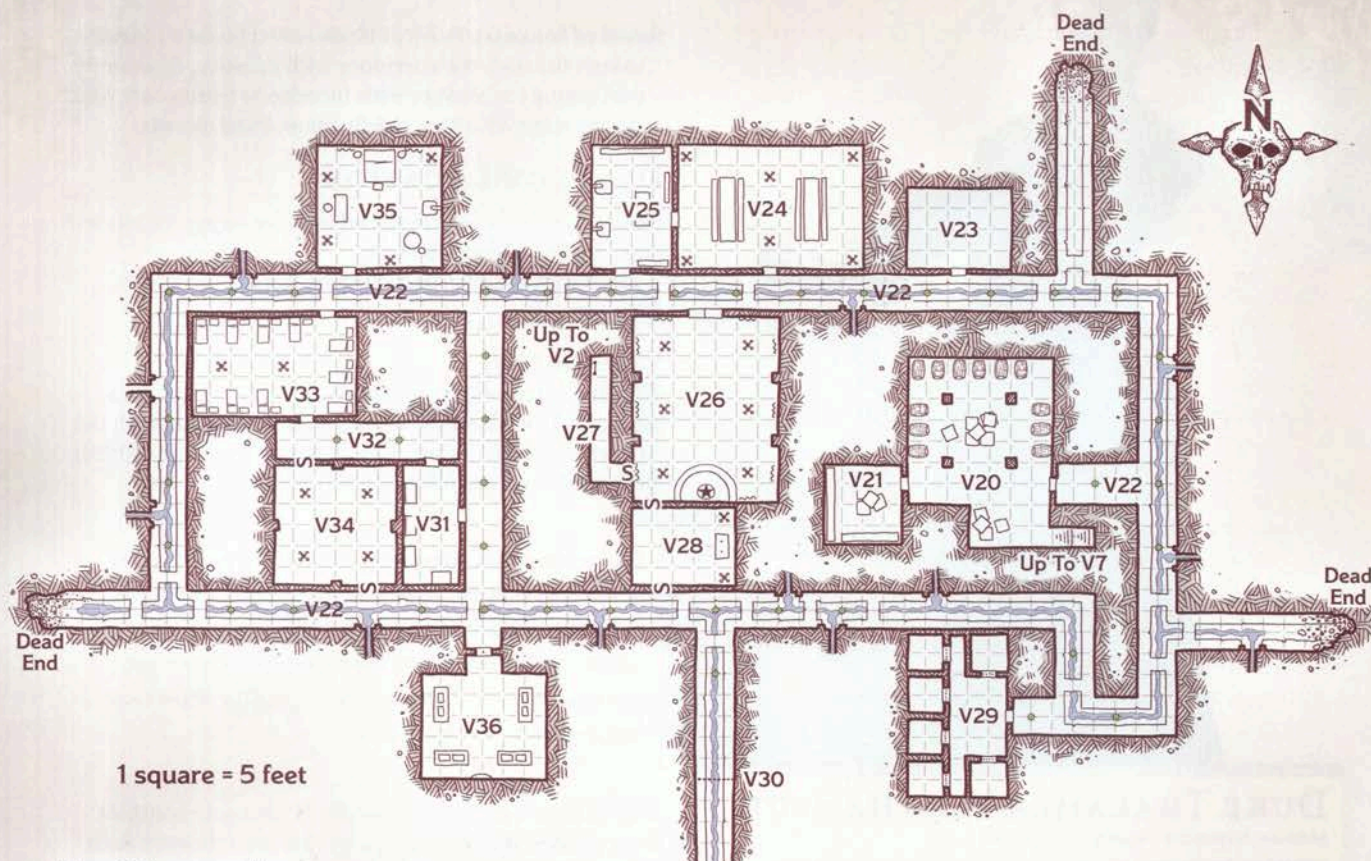 Dead
End
N
V35
V25
V24
V23
V22
V22
Up To
V2
V33
V26
V27
V32
S
S
V21
V20
V22
V34
V31
S
V28
Up To V7
S
S
V22
Dead
End
Dead
End
V36
V29
1 square = 5 feet
V30